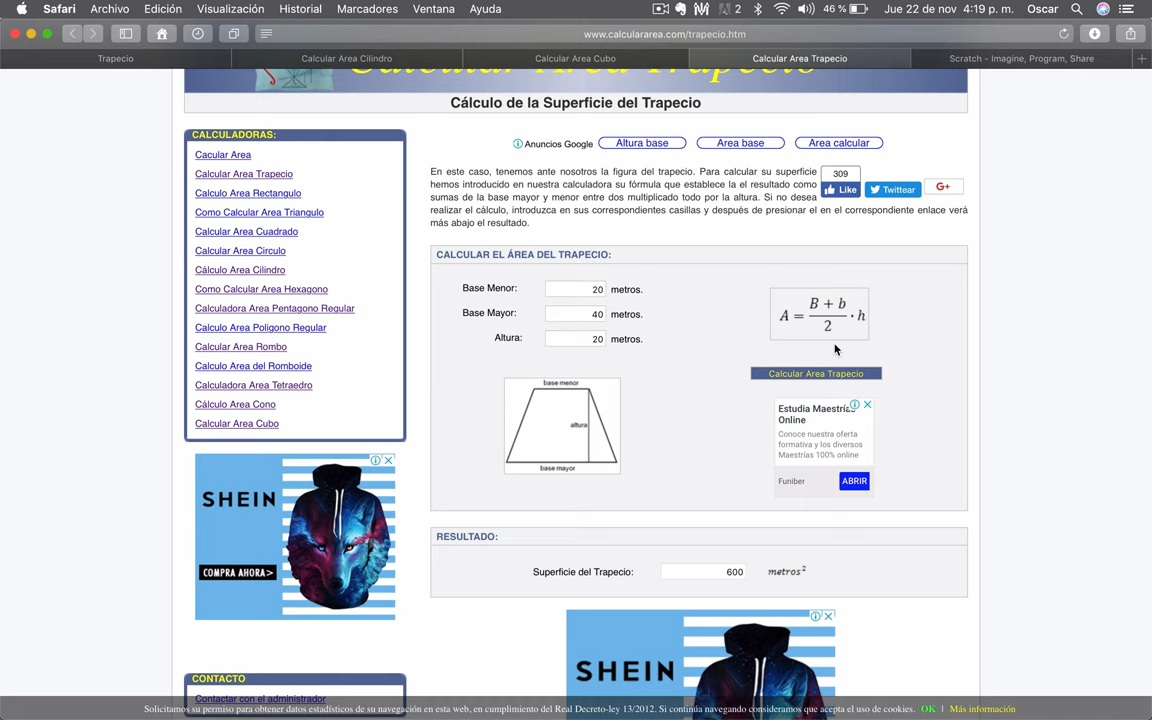 Safari Archivo Edición Visualización Historial Marcadores Ventana Ayuda 2 46 % Jue 22 de nov 4:19 p. m. Oscar
www.calculararea.com/trapecio.htm
Trapecio Calcular Area Cilindro Calcular Area Cubo Calcular Area Trapecio Scratch - Imagine, Program, Share
Calcular Area Trapecio
Cálculo de la Superficie del Trapecio
CALCULADORAS:
Cacular Area
Calcular Area Trapecio
Calculo Area Rectangulo
Como Calcular Area Triangulo
Calcular Area Cuadrado
Calcular Area Circulo
Cálculo Area Cilindro
Como Calcular Area Hexagono
Calculadora Area Pentagono Regular
Calculo Area Poligono Regular
Calcular Area Rombo
Calculo Area del Romboide
Calculadora Area Tetraedro
Cálculo Area Cono
Calcular Area Cubo
Anuncios Google Altura base Area base Area calcular
En este caso, tenemos ante nosotros la figura del trapecio. Para calcular su superficie
hemos introducido en nuestra calculadora su fórmula que establece la el resultado como
sumas de la base mayor y menor entre dos multiplicado todo por la altura. Si no desea
realizar el cálculo, introduzca en sus correspondientes casillas y después de presionar el en el correspondiente enlace verá
más abajo el resultado.
309
Like Twittear G+
CALCULAR EL ÁREA DEL TRAPECIO:
Base Menor: 20 metros.
Base Mayor: 40 metros.
Altura: 20 metros.
A = B + b / 2 · h
Calcular Area Trapecio
base menor
altura
base mayor
Estudia Maestrías
Online
Conoce nuestra oferta
formativa y los diversos
Maestrías 100% online
Funiber ABRIR
RESULTADO:
Superficie del Trapecio: 600 metros²
SHEIN
COMPRA AHORA>
SHEIN
CONTACTO
Contactar con el administrador
Solicitamos su permiso para obtener datos estadísticos de su navegación en esta web, en cumplimiento del Real Decreto-ley 13/2012. Si continúa navegando consideramos que acepta el uso de cookies. OK | Más información